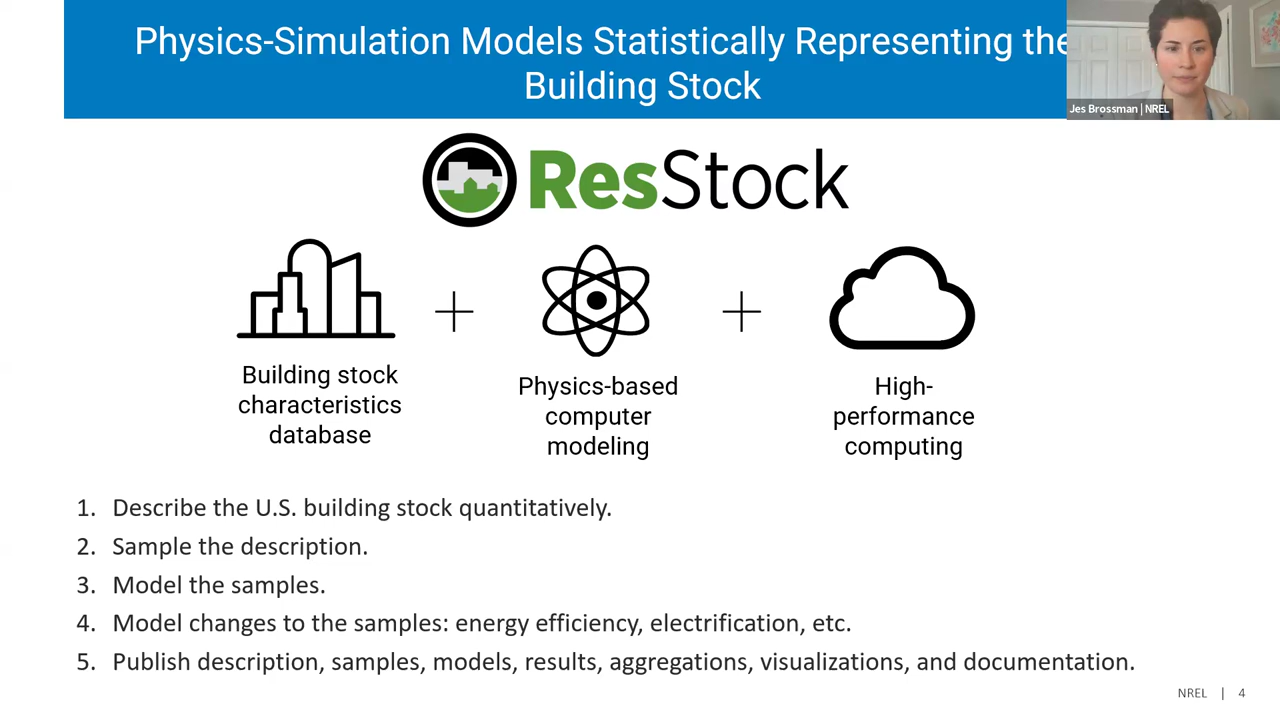 Physics-Simulation Models Statistically Representing the
Building Stock
Jes Brossman | NREL
ResStock
Building stock
characteristics
database
Physics-based
computer
modeling
High-
performance
computing
1. Describe the U.S. building stock quantitatively.
2. Sample the description.
3. Model the samples.
4. Model changes to the samples: energy efficiency, electrification, etc.
5. Publish description, samples, models, results, aggregations, visualizations, and documentation.
NREL | 4